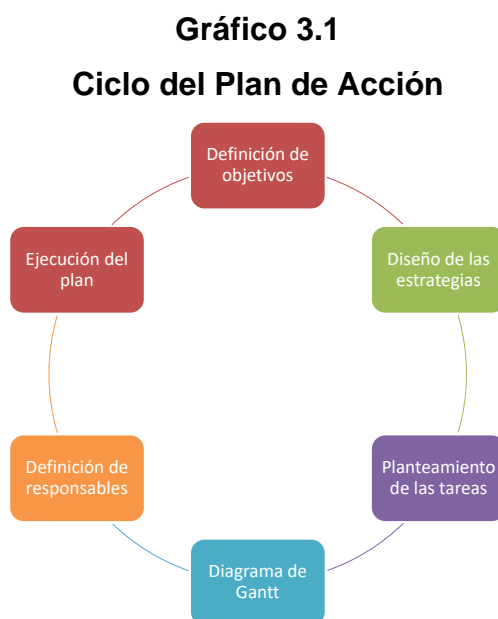 Gráfico 3.1
Ciclo del Plan de Acción
Definición de
objetivos
Diseño de las
estrategias
Planteamiento
de las tareas
Diagrama de
Gantt
Definición de
responsables
Ejecución del
plan